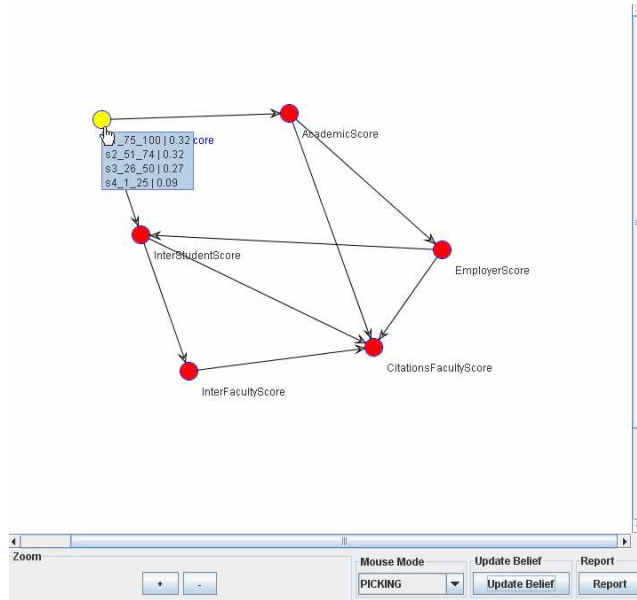 AcademicScore
_75_100 | 0.32 core
s2_51_74 | 0.32
s3_26_50 | 0.27
s4_1_25 | 0.09
InterStudentScore
EmployerScore
CitationsFacultyScore
InterFacultyScore
Zoom
+ -
Mouse Mode
PICKING
Update Belief
Update Belief
Report
Report